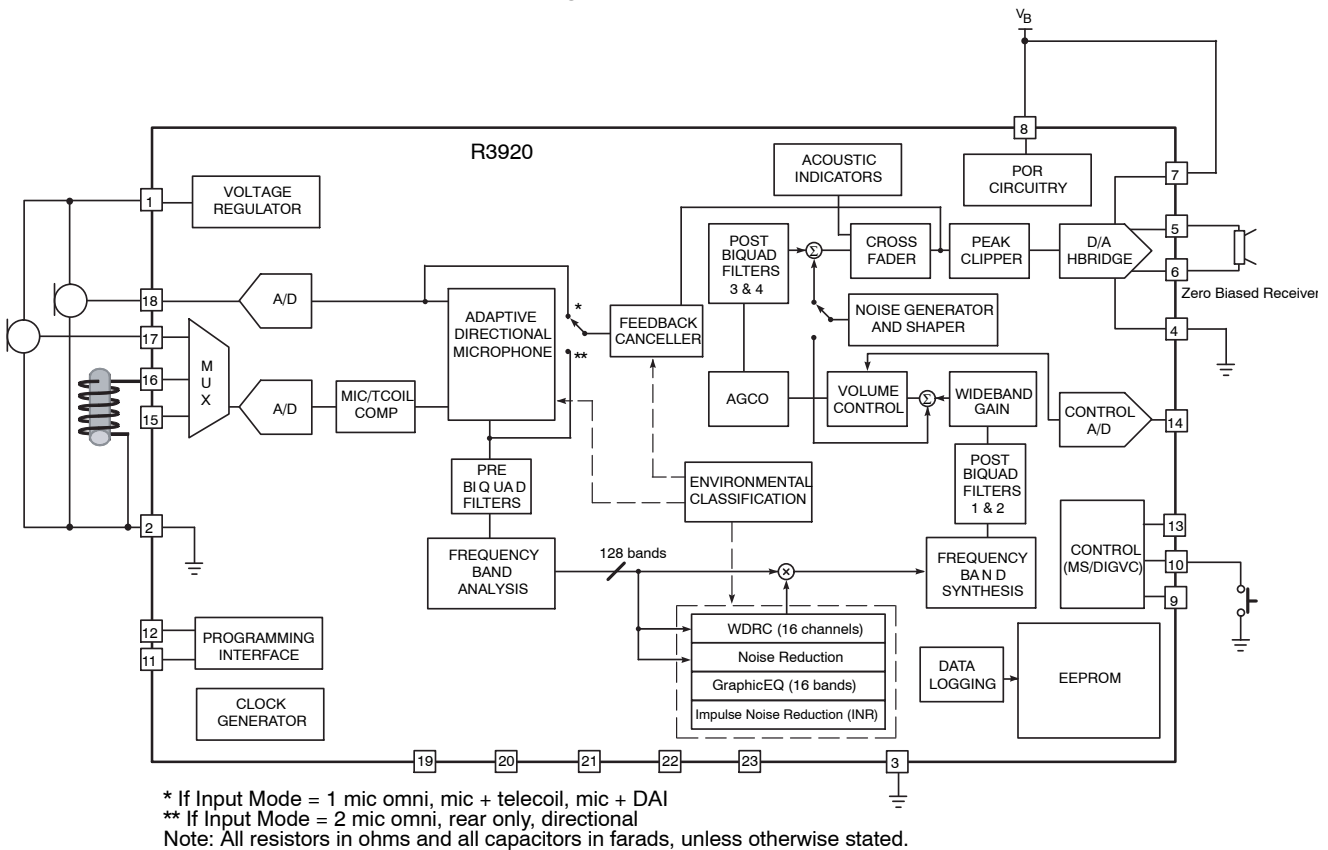 VB
8
R3920
ACOUSTIC
INDICATORS
POR
CIRCUITRY
7
1
VOLTAGE
REGULATOR
POST
BIQUAD
FILTERS
3 & 4
Σ
CROSS
FADER
PEAK
CLIPPER
D/A
HBRIDGE
5
6
Zero Biased Receiver
18
A/D
ADAPTIVE
DIRECTIONAL
MICROPHONE
*
**
FEEDBACK
CANCELLER
NOISE GENERATOR
AND SHAPER
4
17
16
15
MUX
A/D
MIC/TCOIL
COMP
AGCO
VOLUME
CONTROL
Σ
WIDEBAND
GAIN
CONTROL
A/D
14
PRE
BIQUAD
FILTERS
ENVIRONMENTAL
CLASSIFICATION
POST
BIQUAD
FILTERS
1 & 2
2
FREQUENCY
BAND
ANALYSIS
128 bands
×
FREQUENCY
BAND
SYNTHESIS
CONTROL
(MS/DIGVC)
13
10
9
12
11
PROGRAMMING
INTERFACE
WDRC (16 channels)
Noise Reduction
GraphicEQ (16 bands)
Impulse Noise Reduction (INR)
DATA
LOGGING
EEPROM
CLOCK
GENERATOR
19
20
21
22
23
3
* If Input Mode = 1 mic omni, mic + telecoil, mic + DAI
** If Input Mode = 2 mic omni, rear only, directional
Note: All resistors in ohms and all capacitors in farads, unless otherwise stated.